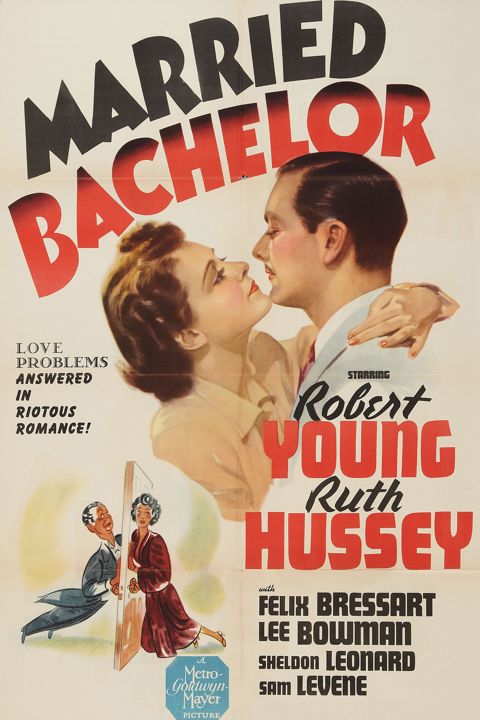 MARRIED
BACHELOR
LOVE
PROBLEMS
ANSWERED
IN
RIOTOUS
ROMANCE!
STARRING
Robert
YOUNG
Ruth
HUSSEY
with
FELIX BRESSART
LEE BOWMAN
SHELDON LEONARD
SAM LEVENE
A
Metro-
Goldwyn-
Mayer
PICTURE